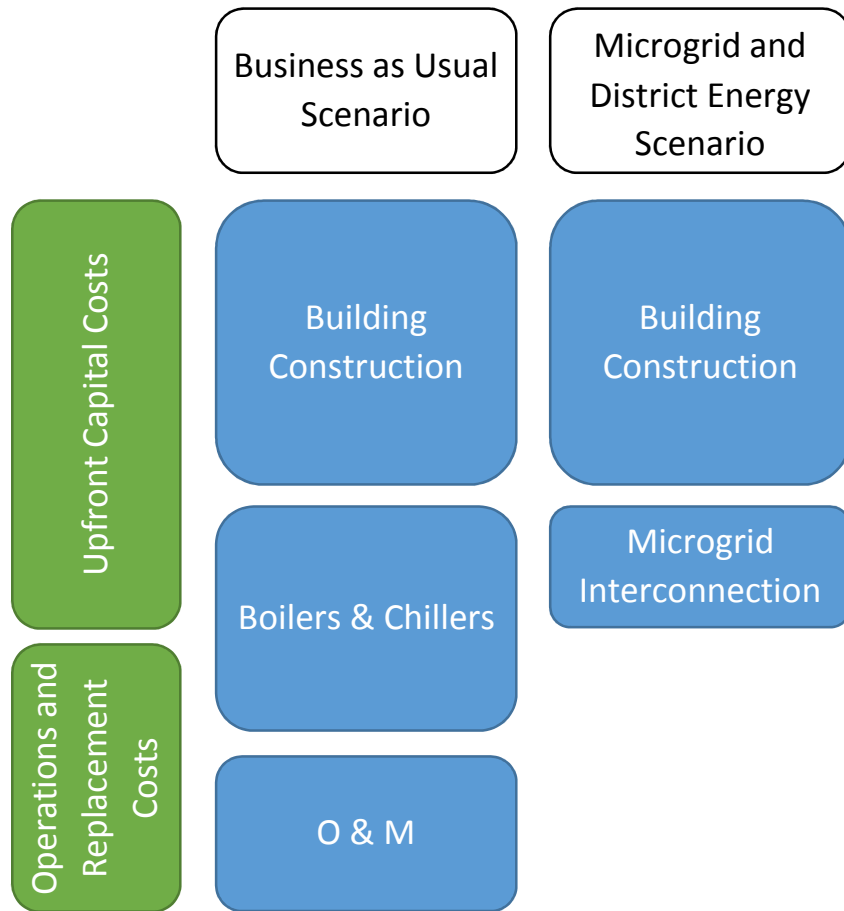 Business as Usual
Scenario
Microgrid and
District Energy
Scenario
Upfront Capital Costs
Building
Construction
Building
Construction
Boilers & Chillers
Microgrid
Interconnection
Operations and
Replacement
Costs
O & M